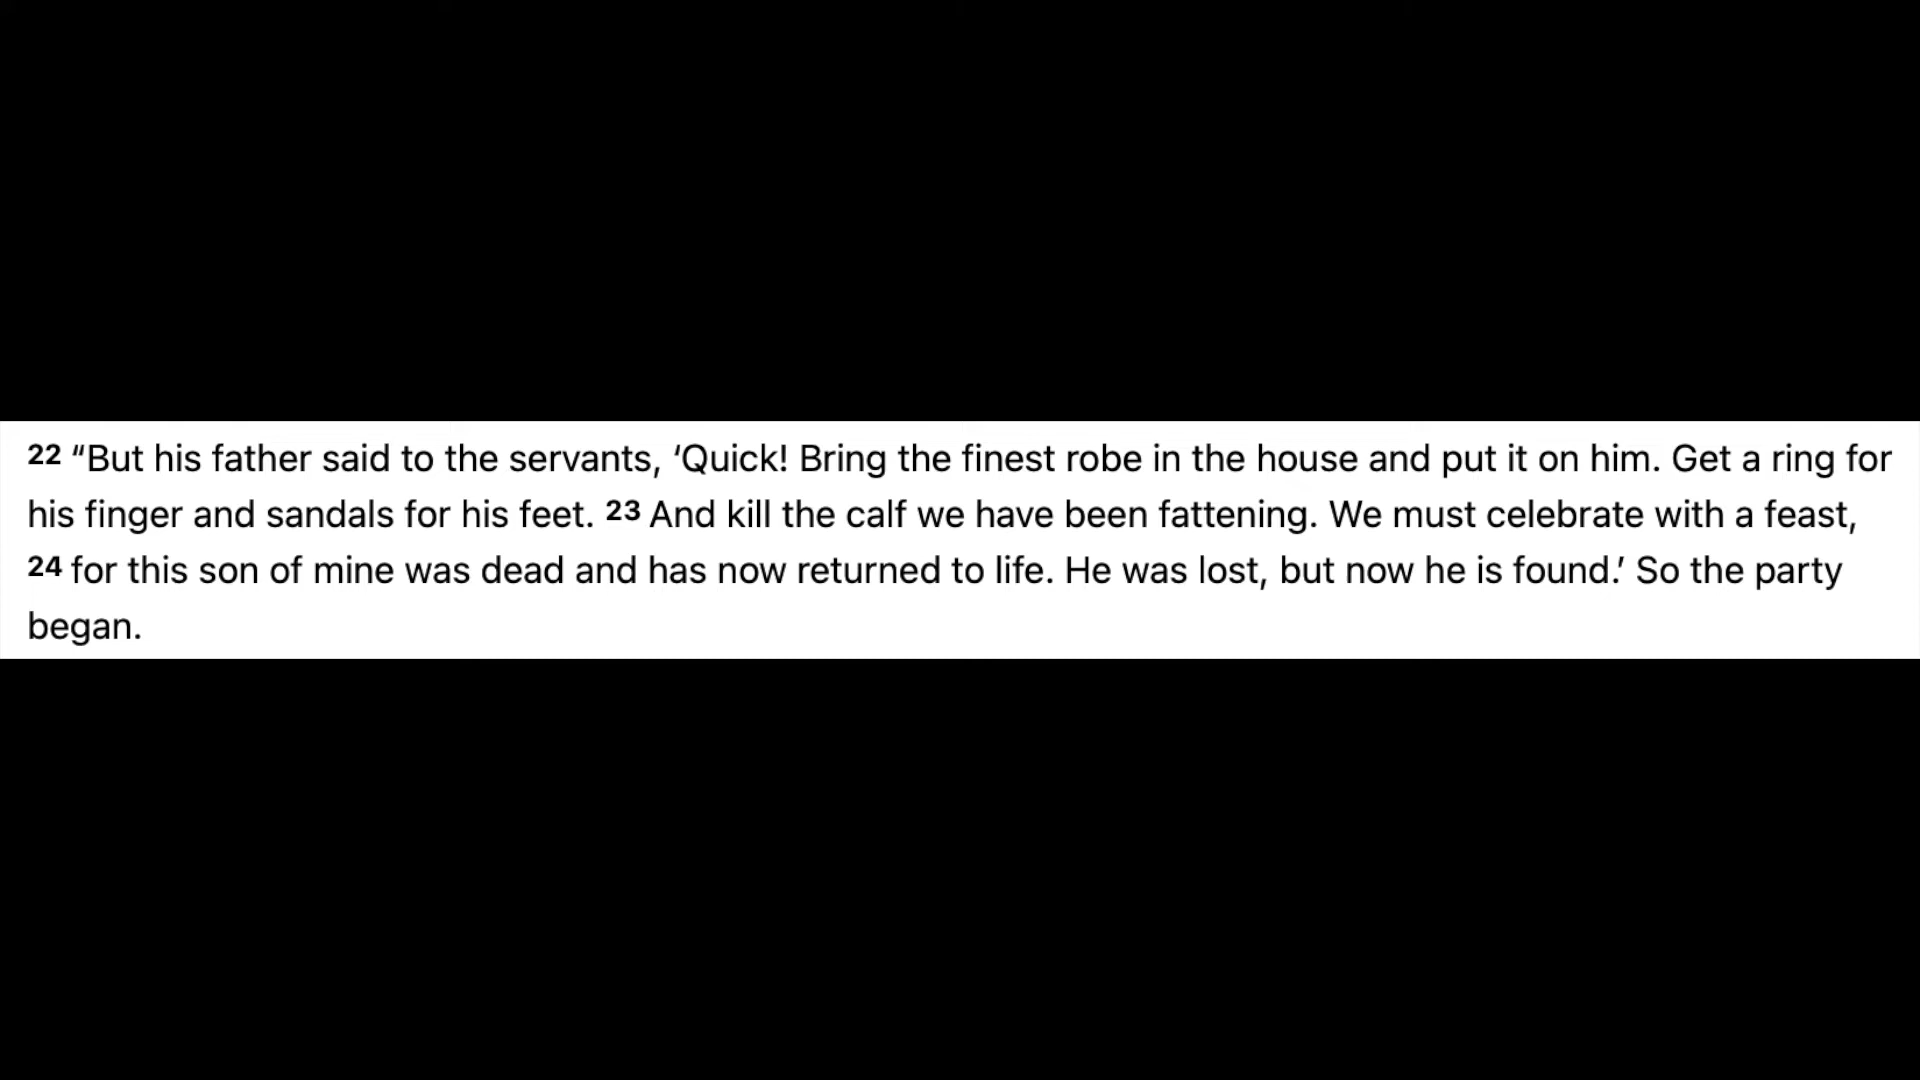 22 “But his father said to the servants, ‘Quick! Bring the finest robe in the house and put it on him. Get a ring for
his finger and sandals for his feet. 23 And kill the calf we have been fattening. We must celebrate with a feast,
24 for this son of mine was dead and has now returned to life. He was lost, but now he is found.’ So the party
began.